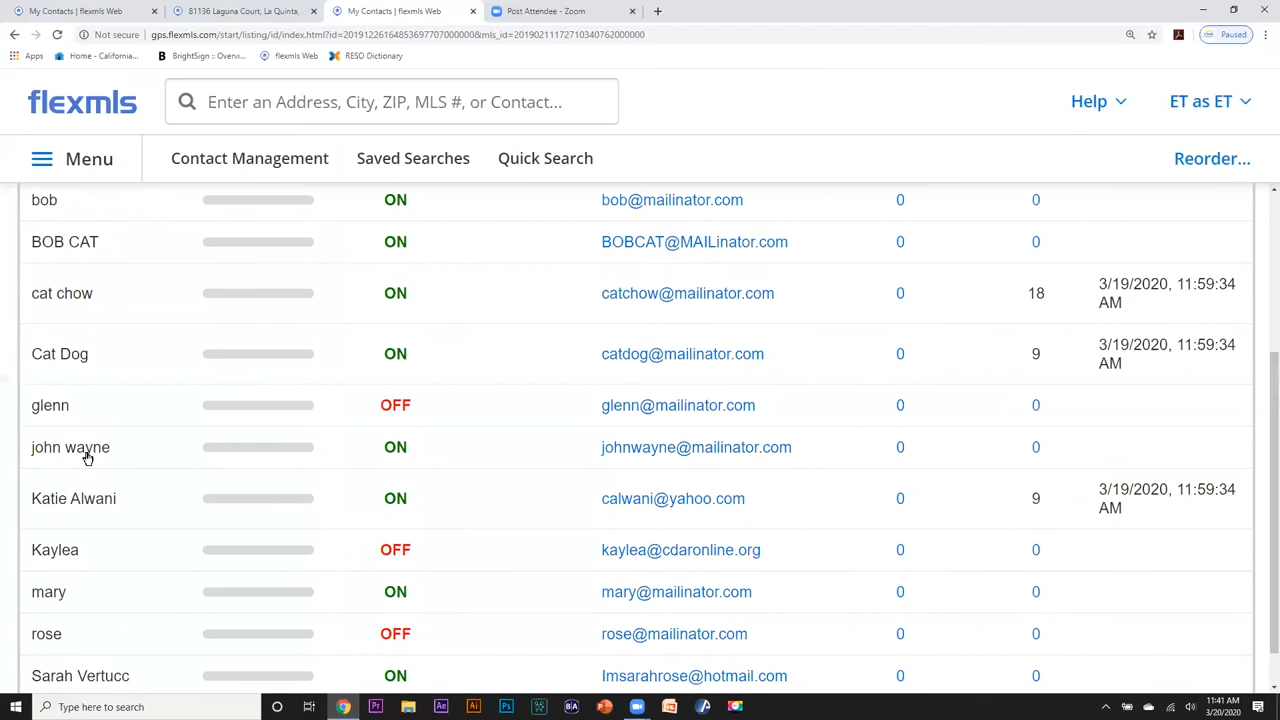 My Contacts | flexmls Web
81136 Laguna Court, La Quinta,
My Contacts | flexmls Web
Post Attendee - Zoom
Not secure
gps.flexmls.com/start/listing/id/index.html?id=20191226164853697707000000&mls_id=20190211172710340762000000
Paused
Apps
Home - California...
B BrightSign :: Overvi...
flexmls Web
RESO Dictionary
flexmls
Enter an Address, City, ZIP, MLS #, or Contact...
Help
ET as ET
Menu
Contact Management
Saved Searches
Quick Search
Reorder...
bob ON bob@mailinator.com 0 0
BOB CAT ON BOBCAT@MAILinator.com 0 0
cat chow ON catchow@mailinator.com 0 18 3/19/2020, 11:59:34
AM
Cat Dog ON catdog@mailinator.com 0 9 3/19/2020, 11:59:34
AM
glenn OFF glenn@mailinator.com 0 0
john wayne ON johnwayne@mailinator.com 0 0
Katie Alwani ON calwani@yahoo.com 0 9 3/19/2020, 11:59:34
AM
Kaylea OFF kaylea@cdaronline.org 0 0
mary ON mary@mailinator.com 0 0
rose OFF rose@mailinator.com 0 0
Sarah Vertucc ON Imsarahrose@hotmail.com 0 0
Type here to search
Pr
Ae
Ai
Ps
B|A
11:41 AM
3/20/2020